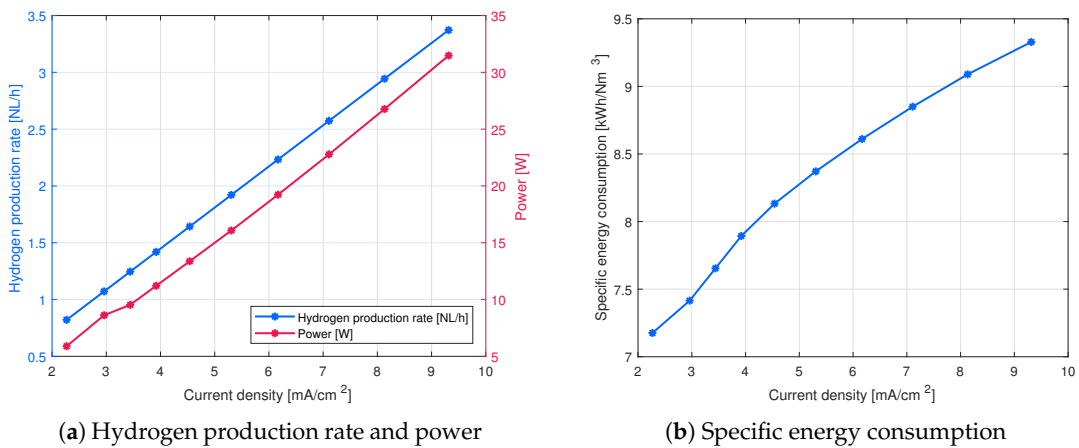 3.5
3
2.5
2
1.5
1
0.5
Hydrogen production rate [NL/h]
35
30
25
20
15
10
5
Power [W]
Hydrogen production rate [NL/h]
Power [W]
2 3 4 5 6 7 8 9 10
Current density [mA/cm 2]
(a) Hydrogen production rate and power
9.5
9
8.5
8
7.5
7
Specific energy consumption [kWh/Nm 3]
2 3 4 5 6 7 8 9 10
Current density [mA/cm 2]
(b) Specific energy consumption